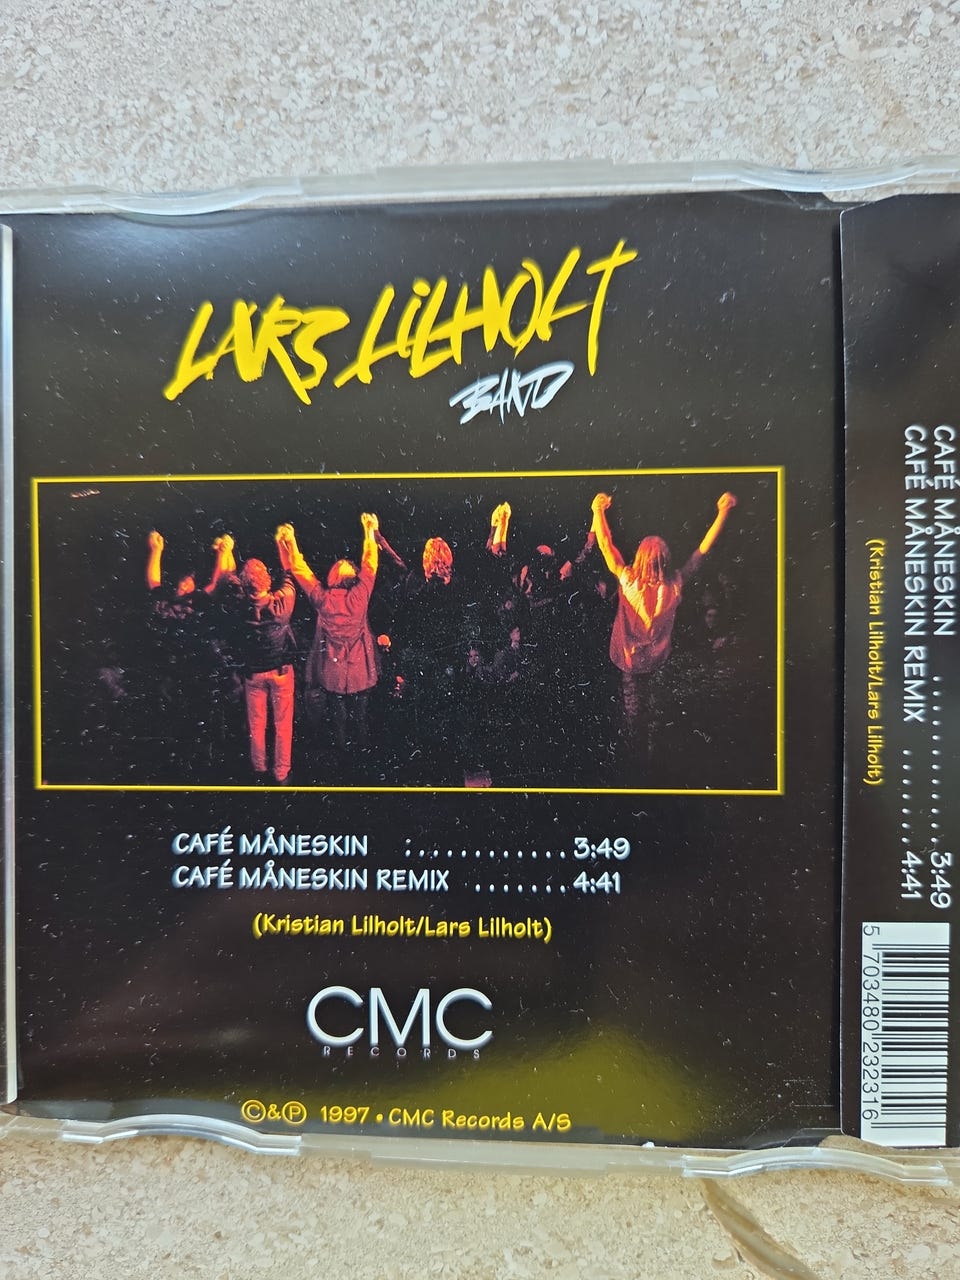 LARS LILHOLT
BAND
CAFÉ MÅNESKIN ............ 3:49
CAFÉ MÅNESKIN REMIX ....... 4:41
(Kristian Lilholt/Lars Lilholt)
CMC
RECORDS
©&℗ 1997 • CMC Records A/S
CAFÉ MÅNESKIN ............ 3:49
CAFÉ MÅNESKIN REMIX ....... 4:41
(Kristian Lilholt/Lars Lilholt)
5 703480 232316